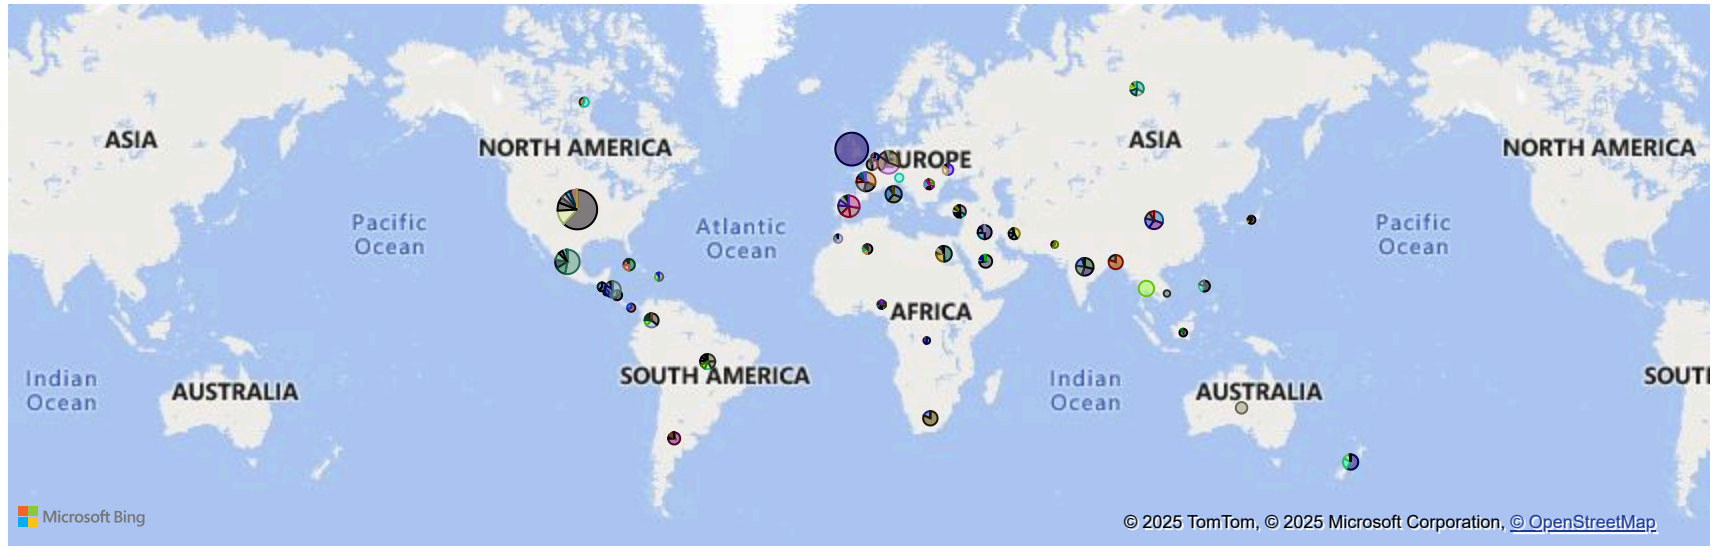 ASIA
NORTH AMERICA
EUROPE
ASIA
NORTH AMERICA
Pacific
Ocean
Atlantic
Ocean
Pacific
Ocean
AFRICA
Indian
Ocean
AUSTRALIA
SOUTH AMERICA
Indian
Ocean
AUSTRALIA
SOUT
Microsoft Bing
© 2025 TomTom, © 2025 Microsoft Corporation, © OpenStreetMap